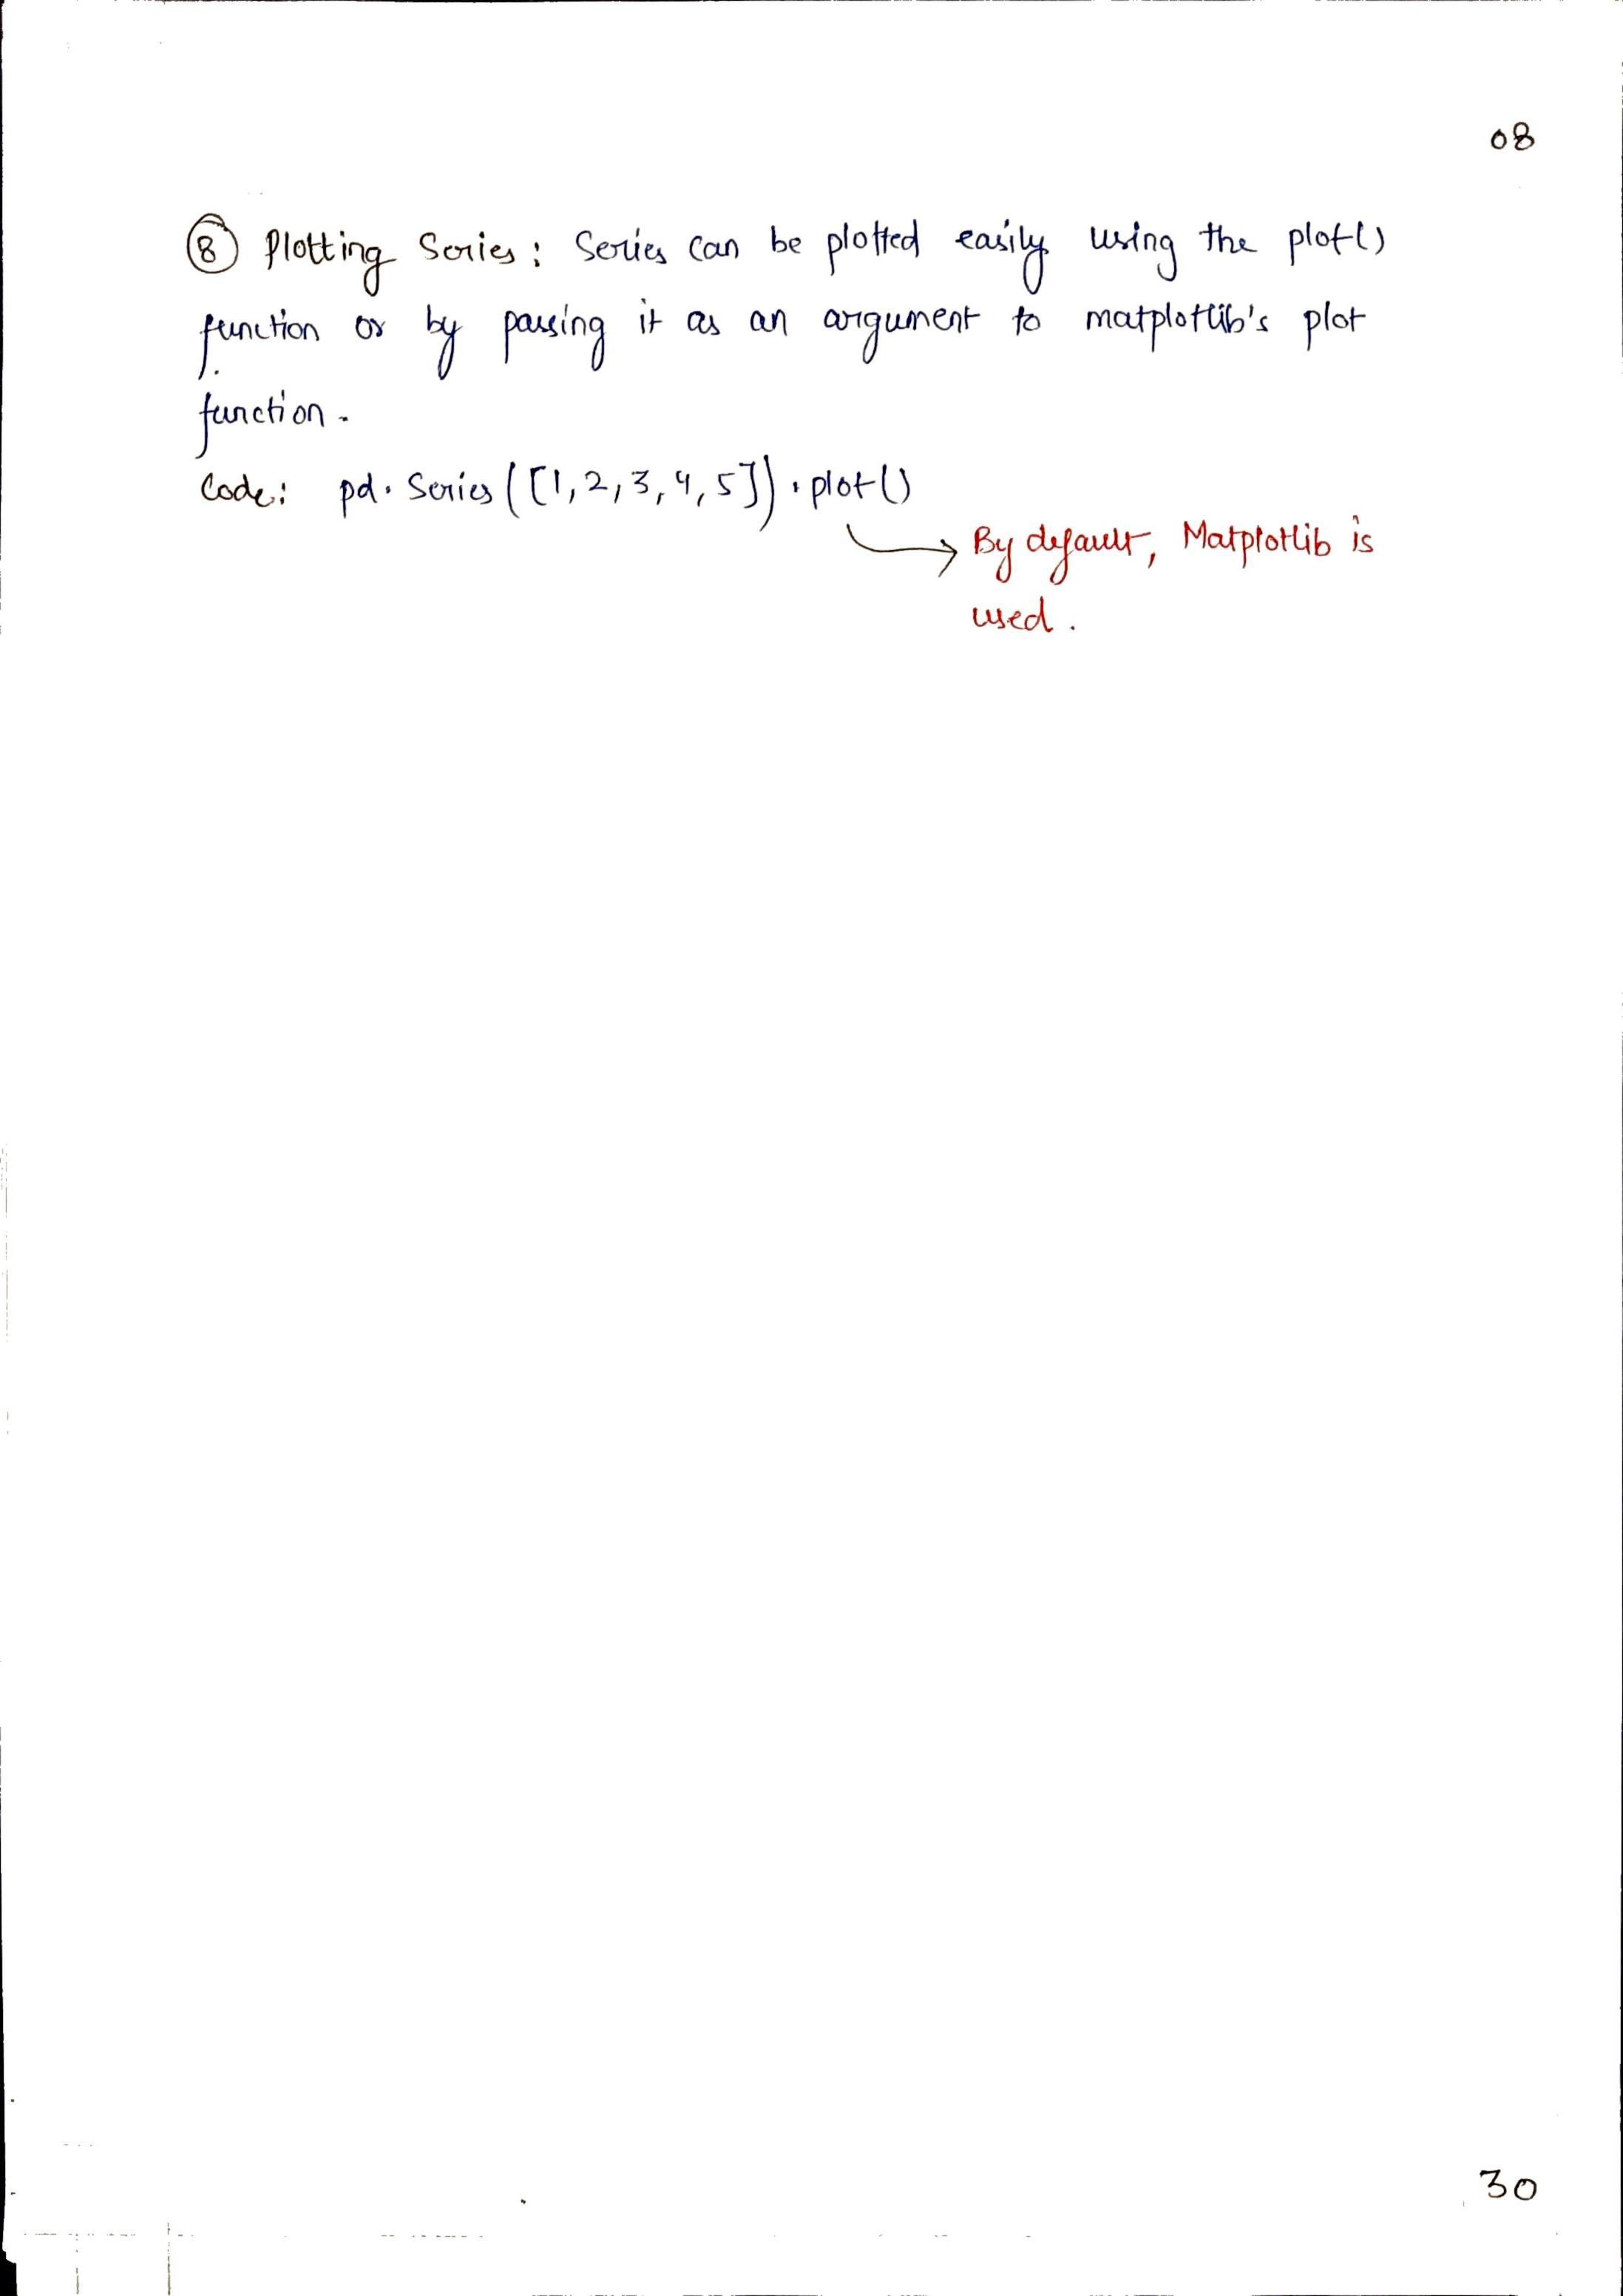 08
⑧ Plotting Series: Series can be plotted easily using the plot()
function or by passing it as an argument to matplotlib's plot
function.
Code: pd.Series([1,2,3,4,5]).plot()
→ By default, Matplotlib is
used.
30